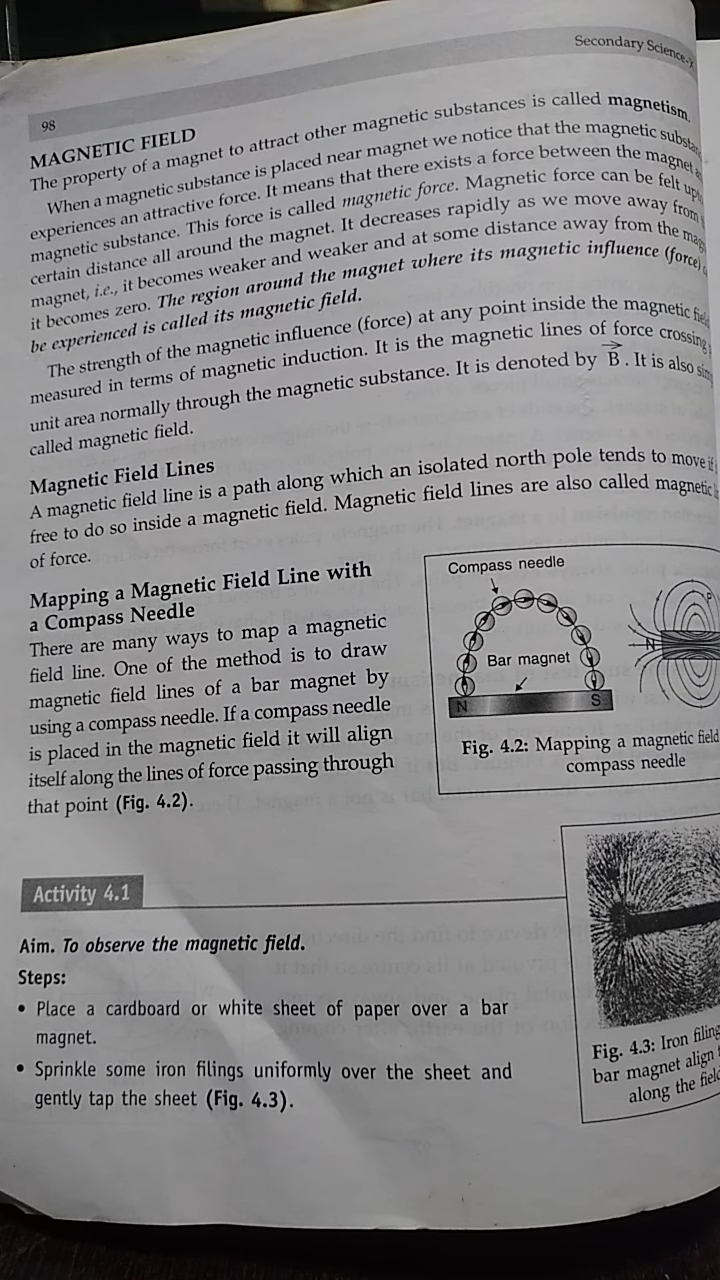 Secondary Science-X
98
MAGNETIC FIELD
The property of a magnet to attract other magnetic substances is called magnetism.
When a magnetic substance is placed near magnet we notice that the magnetic
experiences an attractive force. It means that there exists a force between the magnet
magnetic substance. This force is called magnetic force. Magnetic force can be felt
certain distance all around the magnet. It decreases rapidly as we move away from
magnet, i.e., it becomes weaker and weaker and at some distance away from the
it becomes zero. The region around the magnet where its magnetic influence (force)
be experienced is called its magnetic field.
The strength of the magnetic influence (force) at any point inside the magnetic
measured in terms of magnetic induction. It is the magnetic lines of force crossing
unit area normally through the magnetic substance. It is denoted by B. It is also
called magnetic field.
Magnetic Field Lines
A magnetic field line is a path along which an isolated north pole tends to move
free to do so inside a magnetic field. Magnetic field lines are also called magnetic
of force.
Mapping a Magnetic Field Line with
a Compass Needle
There are many ways to map a magnetic
field line. One of the method is to draw
magnetic field lines of a bar magnet by
using a compass needle. If a compass needle
is placed in the magnetic field it will align
itself along the lines of force passing through
that point (Fig. 4.2).
Compass needle
Bar magnet
N
S
N
P
Fig. 4.2: Mapping a magnetic field
compass needle
Activity 4.1
Aim. To observe the magnetic field.
Steps:
• Place a cardboard or white sheet of paper over a bar
magnet.
• Sprinkle some iron filings uniformly over the sheet and
gently tap the sheet (Fig. 4.3).
Fig. 4.3: Iron
bar magnet align
along the